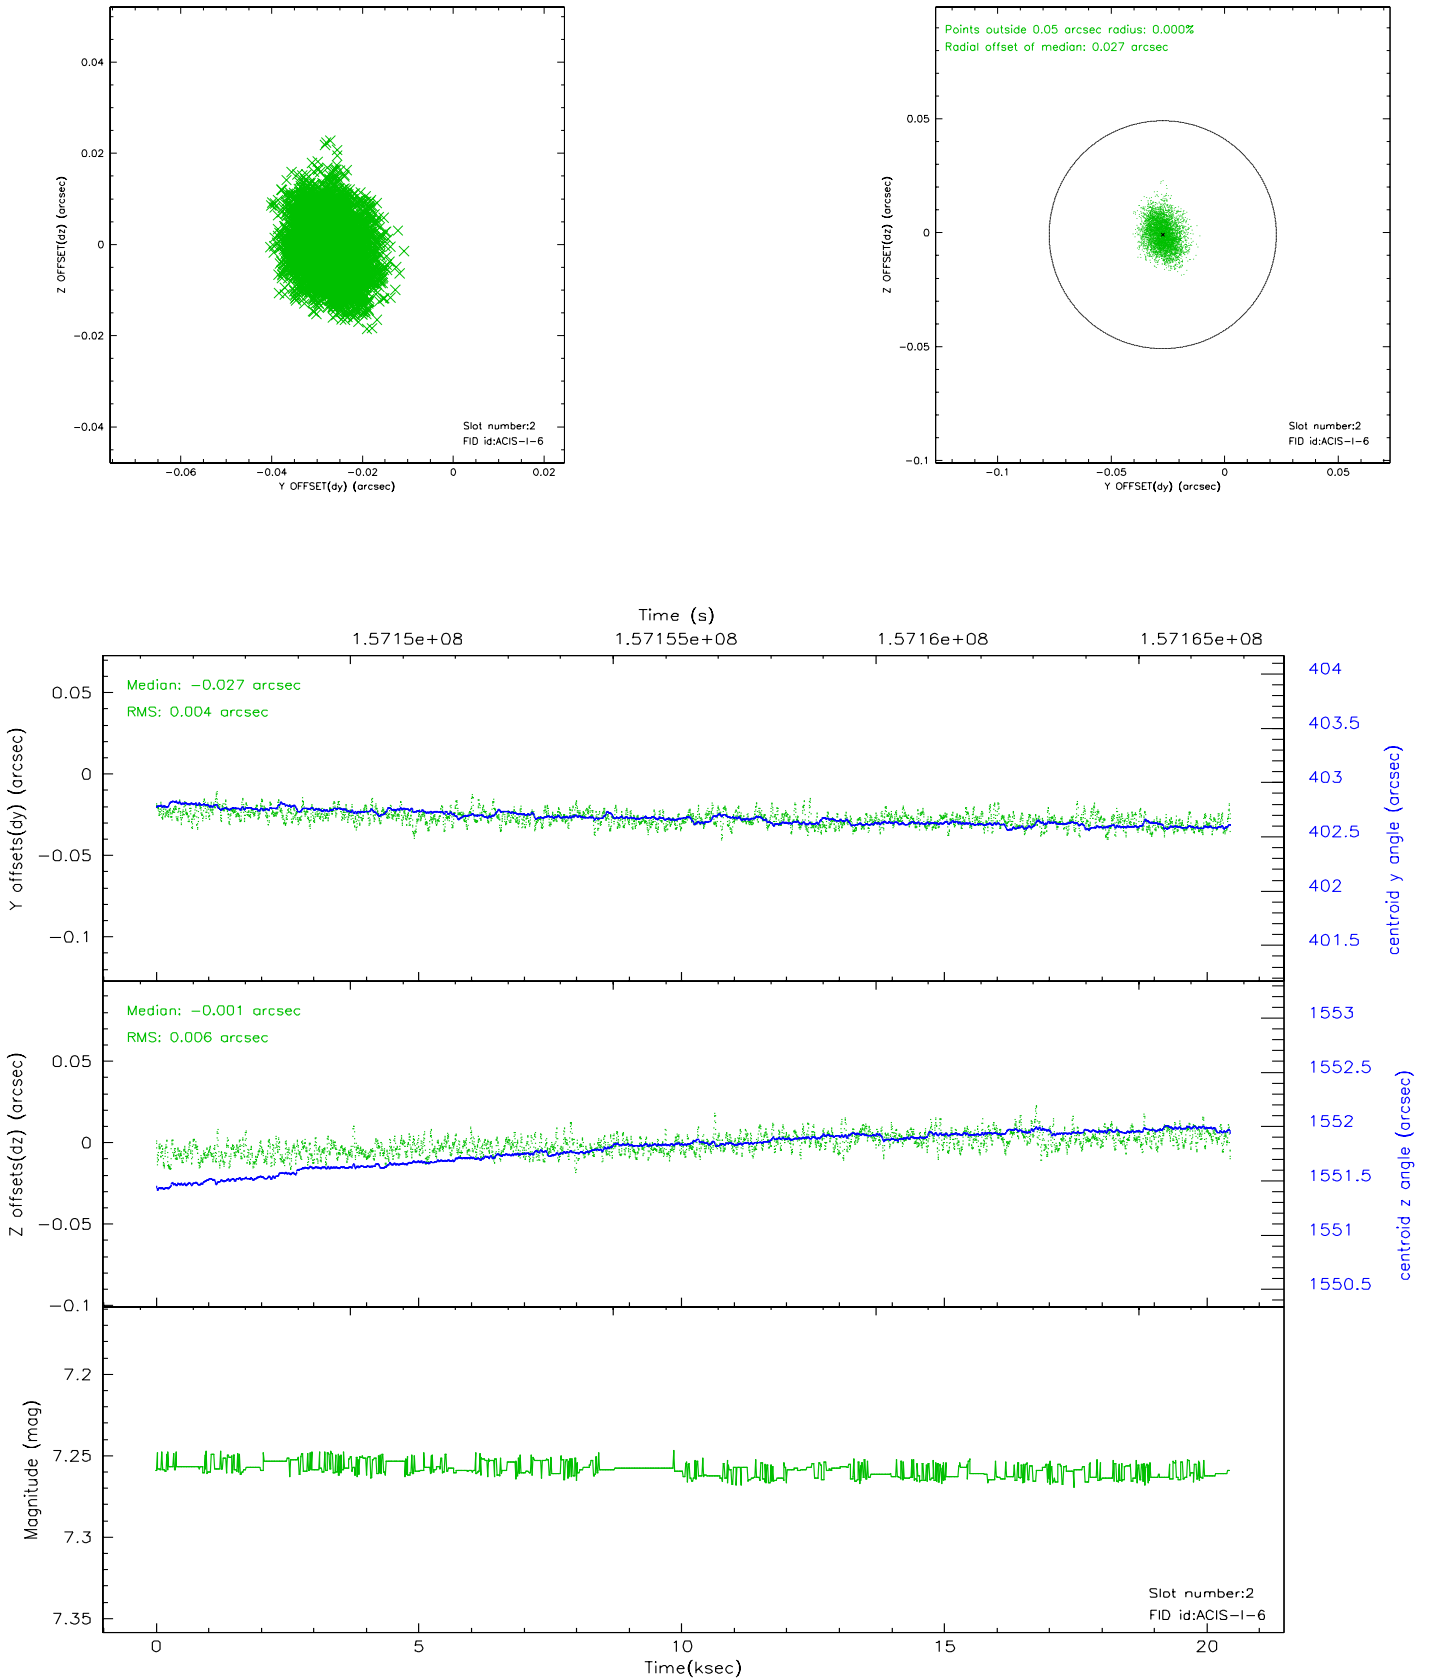 0.04
0.02
0
−0.02
−0.04
Z OFFSET(dz) (arcsec)
−0.06
−0.04
−0.02
0
0.02
Y OFFSET(dy) (arcsec)
Slot number:2
FID id:ACIS−I−6
Points outside 0.05 arcsec radius: 0.000%
Radial offset of median: 0.027 arcsec
0.05
0
−0.05
−0.1
Z OFFSET(dz) (arcsec)
−0.1
−0.05
0
0.05
Y OFFSET(dy) (arcsec)
Slot number:2
FID id:ACIS−I−6
Time (s)
1.5715e+08
1.57155e+08
1.5716e+08
1.57165e+08
Median: −0.027 arcsec
RMS: 0.004 arcsec
0.05
0
−0.05
−0.1
Y offsets(dy) (arcsec)
404
403.5
403
402.5
402
401.5
centroid y angle (arcsec)
Median: −0.001 arcsec
RMS: 0.006 arcsec
0.05
0
−0.05
−0.1
Z offsets(dz) (arcsec)
1553
1552.5
1552
1551.5
1551
1550.5
centroid z angle (arcsec)
7.2
7.25
7.3
7.35
Magnitude (mag)
Slot number:2
FID id:ACIS−I−6
0
5
10
15
20
Time(ksec)